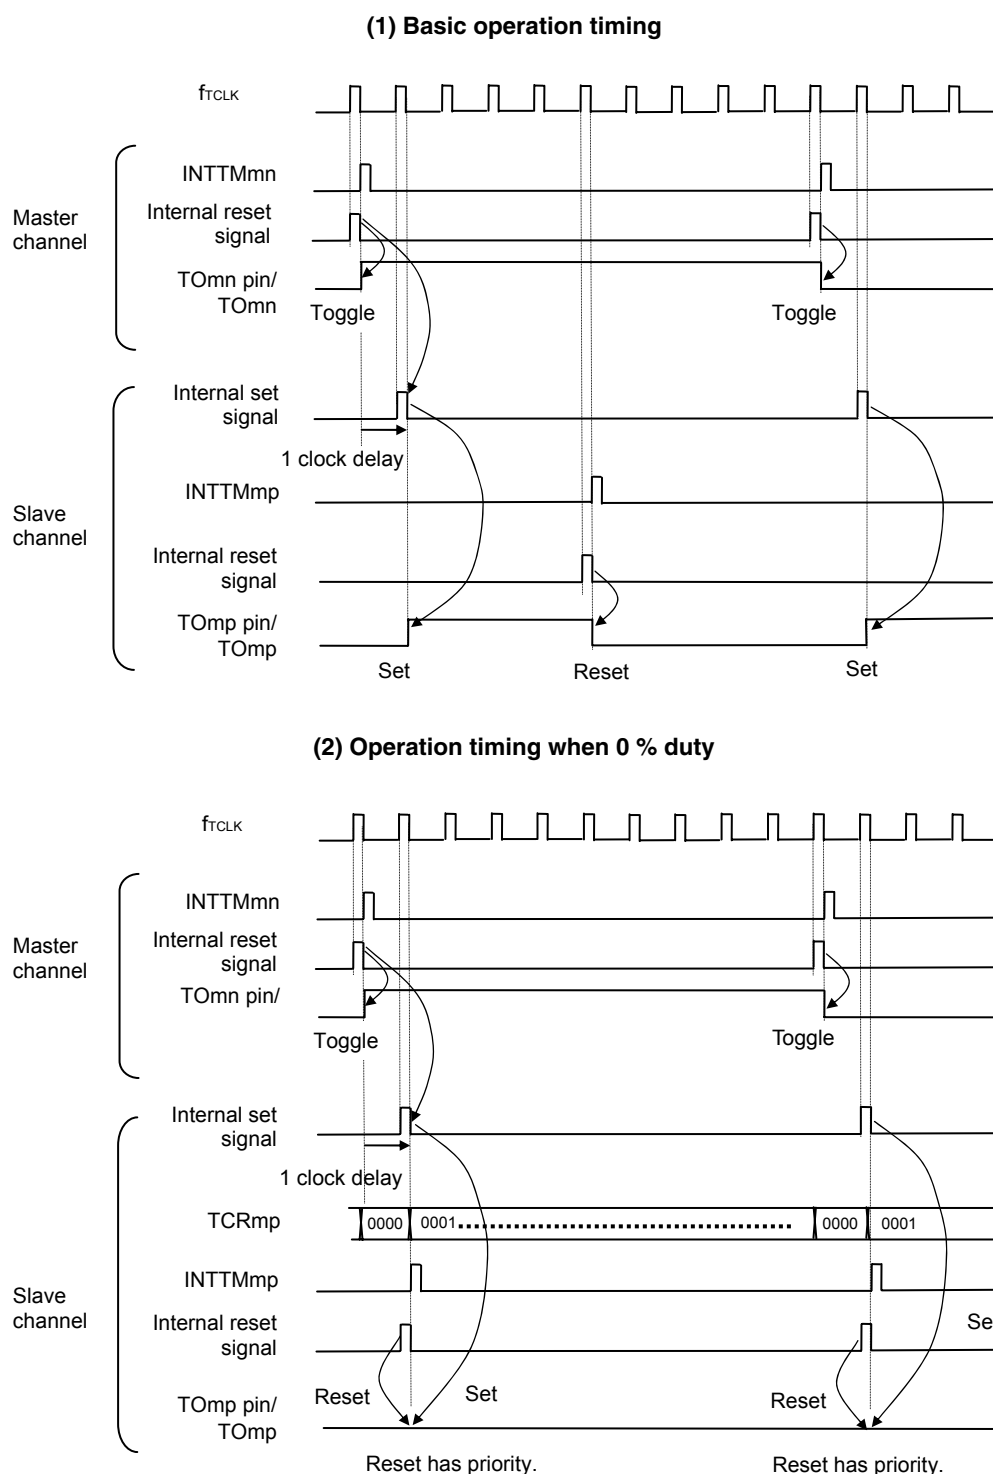 (1) Basic operation timing
fTCLK
INTTMmn
Internal reset
signal
Master
channel
TOmn pin/
TOmn
Toggle
Toggle
Internal set
signal
1 clock delay
INTTMmp
Slave
channel
Internal reset
signal
TOmp pin/
TOmp
Set
Reset
Set
(2) Operation timing when 0 % duty
fTCLK
INTTMmn
Internal reset
signal
Master
channel
TOmn pin/
Toggle
Toggle
Internal set
signal
1 clock delay
TCRmp
0000
0001
0000
0001
INTTMmp
Slave
channel
Internal reset
signal
Se
Reset
Set
Reset
TOmp pin/
TOmp
Reset has priority.
Reset has priority.